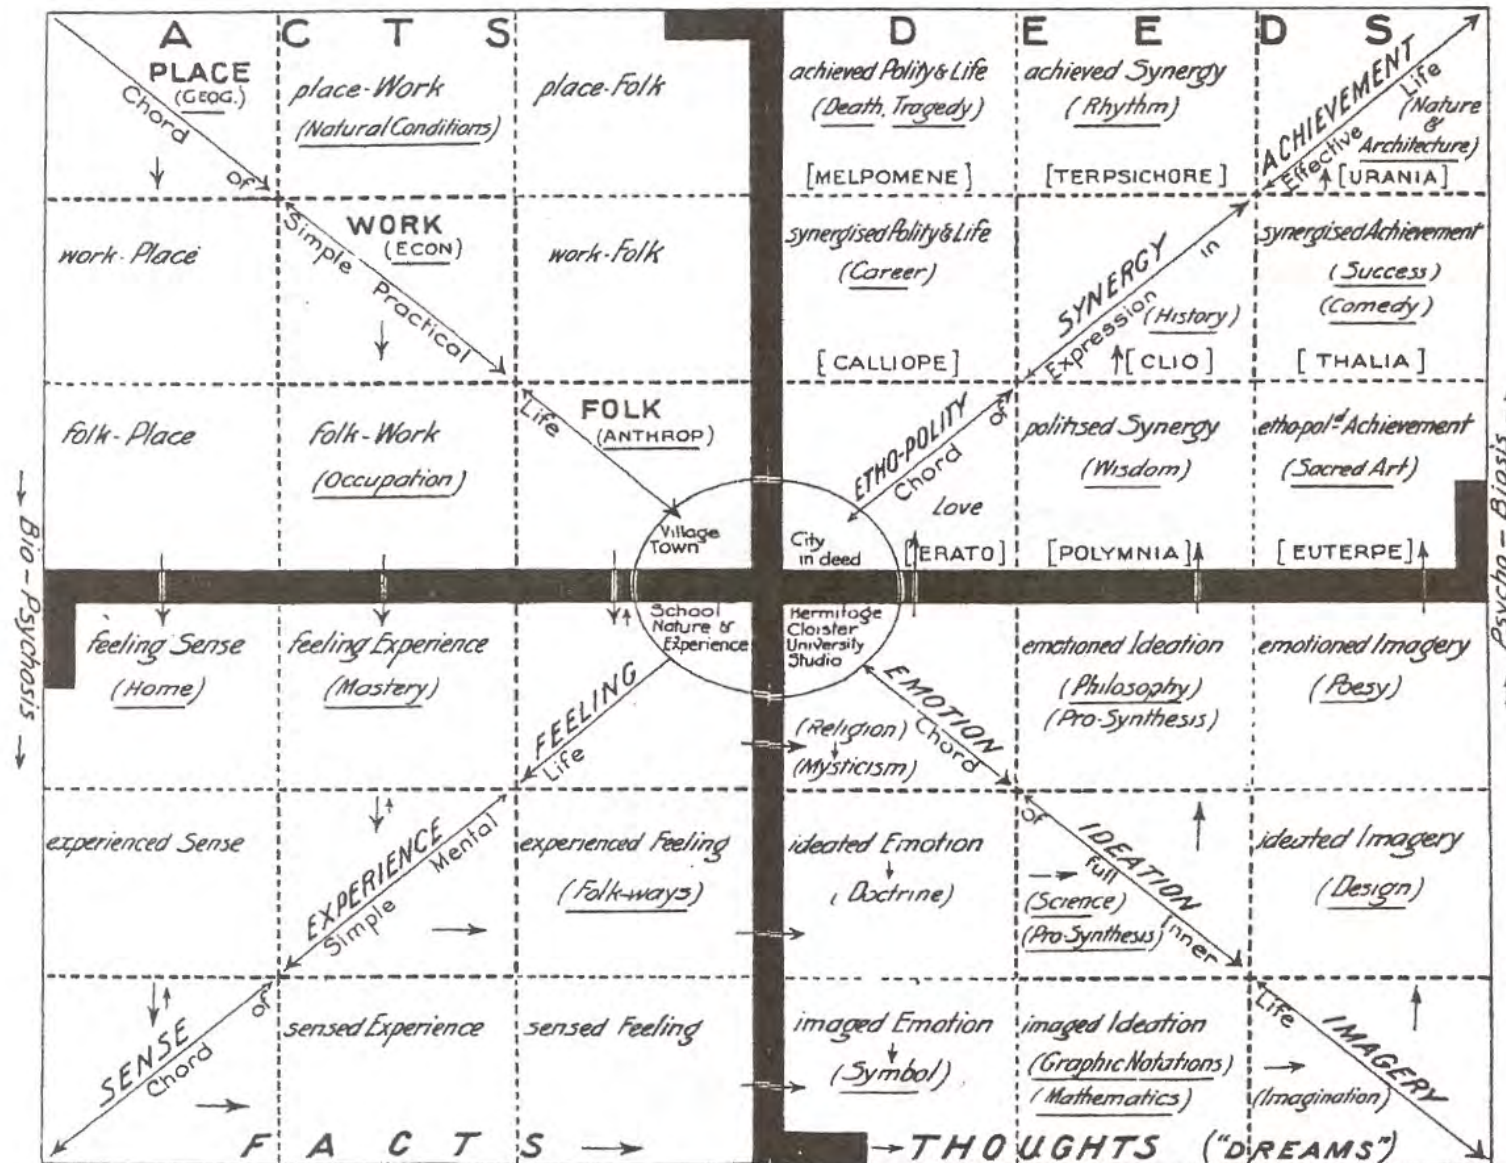 A C T S
PLACE
(GEOG.)
Chord
of
place-Work
(Natural Conditions)
place-Folk
work-Place
WORK
(ECON)
Simple Practical
work-Folk
folk-Place
folk-Work
(Occupation)
Life
FOLK
(ANTHROP)
Village
Town
D E E D S
achieved Polity & Life
(Death, Tragedy)
[MELPOMENE]
achieved Synergy
(Rhythm)
[TERPSICHORE]
ACHIEVEMENT
Effective Life
(Nature
&
Architecture)
[URANIA]
synergised Polity & Life
(Career)
[CALLIOPE]
SYNERGY
Expression in
(History)
[CLIO]
synergised Achievement
(Success)
(Comedy)
[THALIA]
ETHO-POLITY
Chord of
Love
[ERATO]
City
in deed
politised Synergy
(Wisdom)
[POLYMNIA]
etho-pold Achievement
(Sacred Art)
[EUTERPE]
Bio-Psychosis
Psycho-Biosis
feeling Sense
(Home)
feeling Experience
(Mastery)
School
Nature &
Experience
FEELING
Life
experienced Sense
EXPERIENCE
Simple Mental
experienced Feeling
(Folk-ways)
SENSE
Chord of
sensed Experience
sensed Feeling
F A C T S
Hermitage
Cloister
University
Studio
EMOTION
Chord
(Religion)
(Mysticism)
emotioned Ideation
(Philosophy)
(Pro-Synthesis)
emotioned Imagery
(Poesy)
ideated Emotion
(Doctrine)
of
IDEATION
Full Inner
(Science)
(Pro-Synthesis)
ideated Imagery
(Design)
imaged Emotion
(Symbol)
imaged Ideation
(Graphic Notations)
(Mathematics)
Life
IMAGERY
(Imagination)
THOUGHTS ("DREAMS")